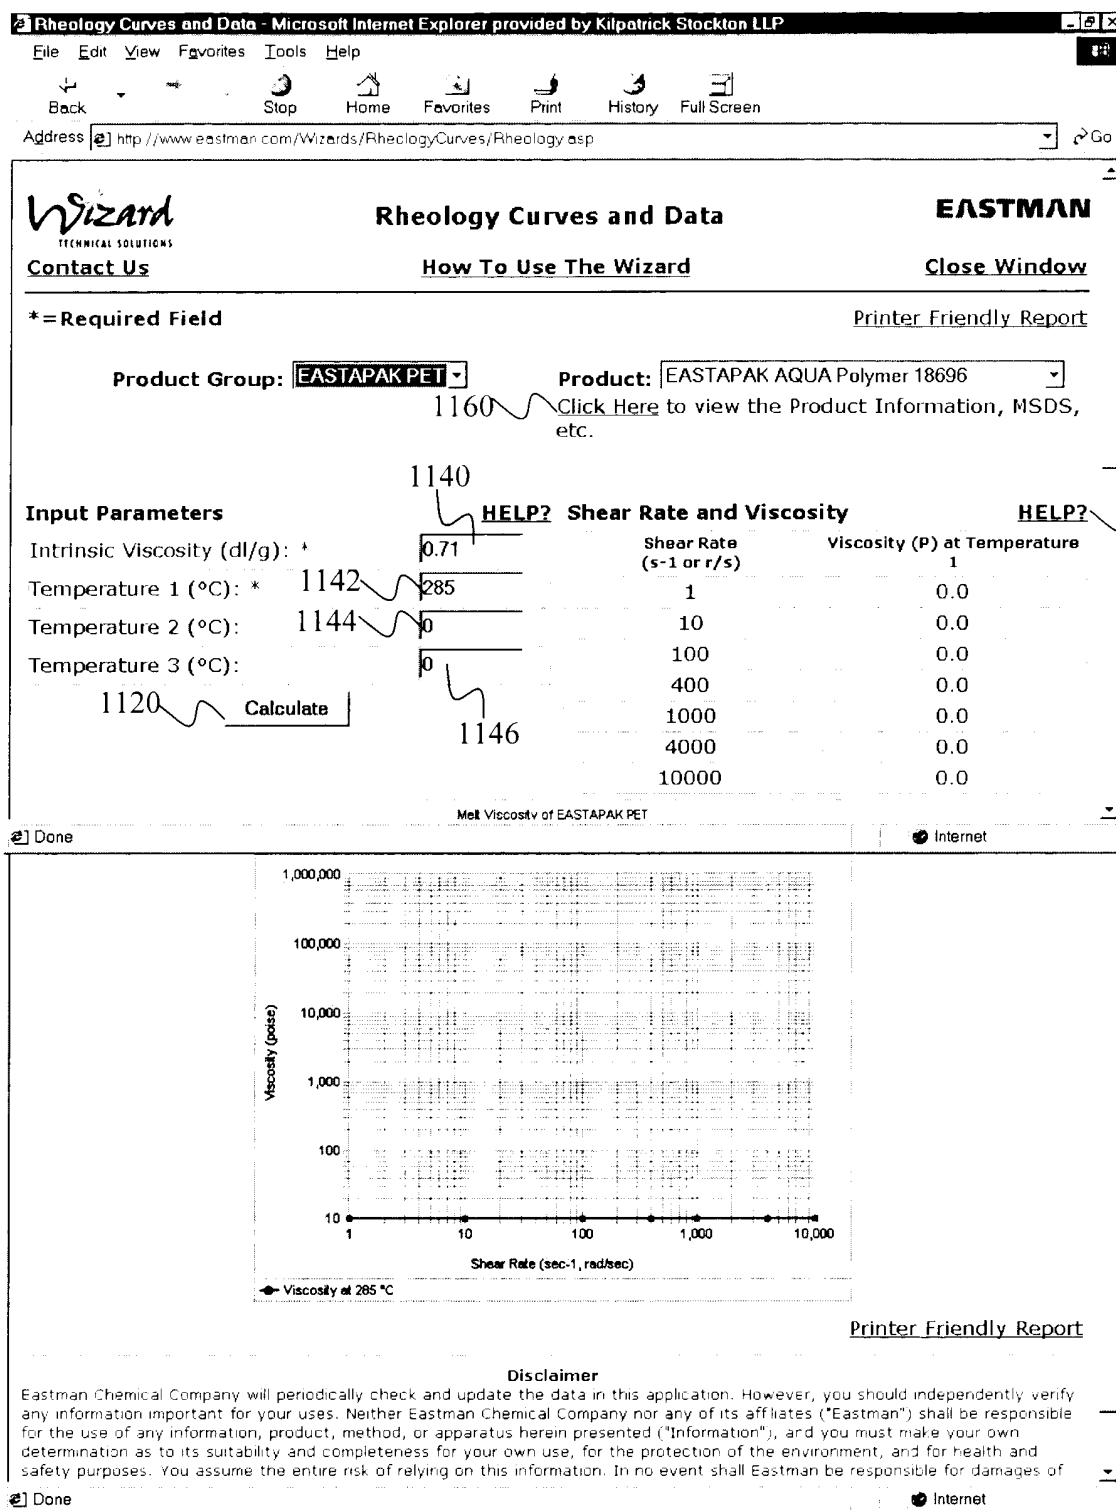 Rheology Curves and Data - Microsoft Internet Explorer provided by Kilpatrick Stockton LLP
File Edit View Favorites Tools Help
Back Stop Home Favorites Print History Full Screen
Address http://www.eastman.com/Wizards/RheologyCurves/Rheology.asp Go
Wizard
TECHNICAL SOLUTIONS
Rheology Curves and Data
EASTMAN
Contact Us How To Use The Wizard Close Window
*=Required Field Printer Friendly Report
Product Group: EASTAPAK PET Product: EASTAPAK AQUA Polymer 18696
1160 Click Here to view the Product Information, MSDS,
etc.
1140
Input Parameters HELP? Shear Rate and Viscosity HELP?
Intrinsic Viscosity (dl/g): * 0.71
Temperature 1 (°C): * 1142 285
Temperature 2 (°C): 1144 0
Temperature 3 (°C): 0
1120 Calculate
1146
Shear Rate Viscosity (P) at Temperature
(s-1 or r/s) 1
1 0.0
10 0.0
100 0.0
400 0.0
1000 0.0
4000 0.0
10000 0.0
Melt Viscosity of EASTAPAK PET
Done Internet
1,000,000
100,000
10,000
1,000
100
10
Viscosity (poise)
1 10 100 1,000 10,000
Shear Rate (sec-1, rad/sec)
Viscosity at 285 °C
Printer Friendly Report
Disclaimer
Eastman Chemical Company will periodically check and update the data in this application. However, you should independently verify
any information important for your uses. Neither Eastman Chemical Company nor any of its affiliates ("Eastman") shall be responsible
for the use of any information, product, method, or apparatus herein presented ("Information"), and you must make your own
determination as to its suitability and completeness for your own use, for the protection of the environment, and for health and
safety purposes. You assume the entire risk of relying on this information. In no event shall Eastman be responsible for damages of
Done Internet